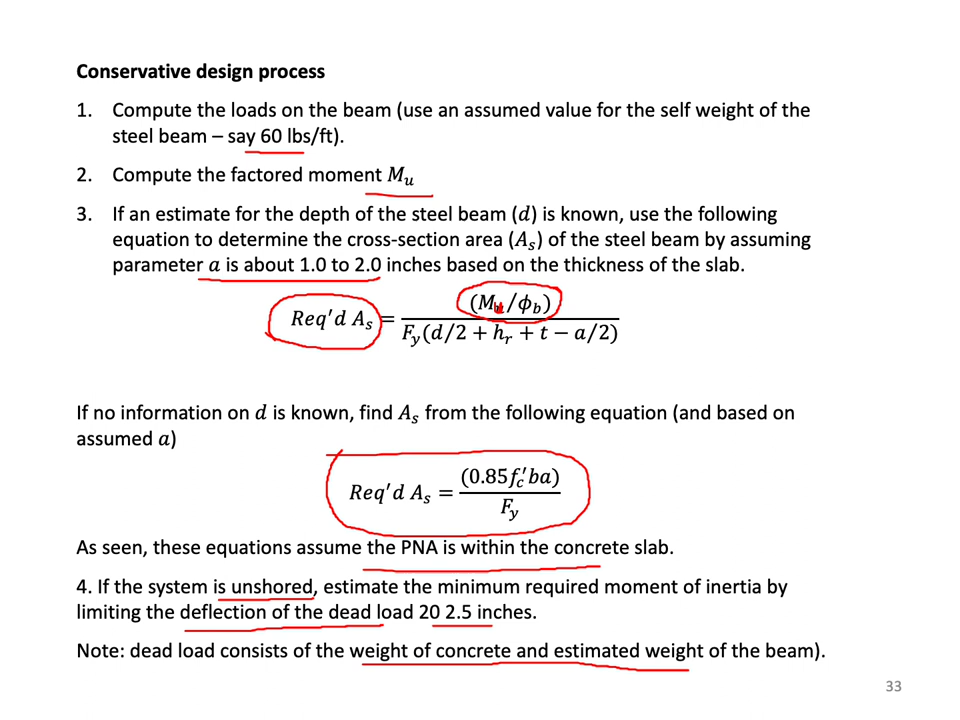 Conservative design process
1. Compute the loads on the beam (use an assumed value for the self weight of the
steel beam – say 60 lbs/ft).
2. Compute the factored moment Mᵤ
3. If an estimate for the depth of the steel beam (d) is known, use the following
equation to determine the cross-section area (Aₛ) of the steel beam by assuming
parameter a is about 1.0 to 2.0 inches based on the thickness of the slab.
Req'd Aₛ = (Mᵤ/ϕ_b) / F_y(d/2 + hᵣ + t − a/2)
If no information on d is known, find Aₛ from the following equation (and based on
assumed a)
Req'd Aₛ = (0.85f_c′ba) / F_y
As seen, these equations assume the PNA is within the concrete slab.
4. If the system is unshored, estimate the minimum required moment of inertia by
limiting the deflection of the dead load 20 2.5 inches.
Note: dead load consists of the weight of concrete and estimated weight of the beam).
33